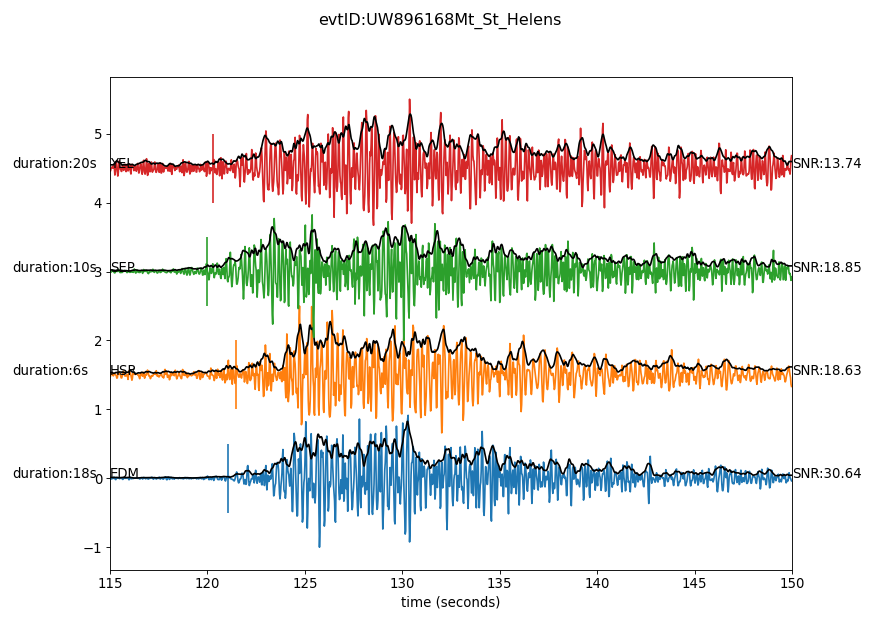 evtID:UW896168Mt_St_Helens
5
duration:20s YEL SNR:13.74
4
duration:10s 3 SEP SNR:18.85
2
duration:6s HSR SNR:18.63
1
duration:18s 0 EDM SNR:30.64
−1
115 120 125 130 135 140 145 150
time (seconds)